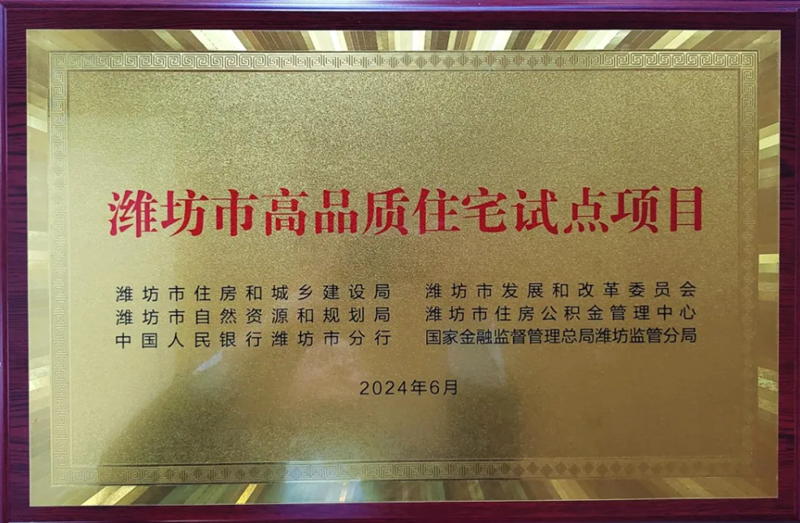 潍坊市高品质住宅试点项目
潍坊市住房和城乡建设局 潍坊市发展和改革委员会
潍坊市自然资源和规划局 潍坊市住房公积金管理中心
中国人民银行潍坊市分行 国家金融监督管理总局潍坊监管分局
2024年6月